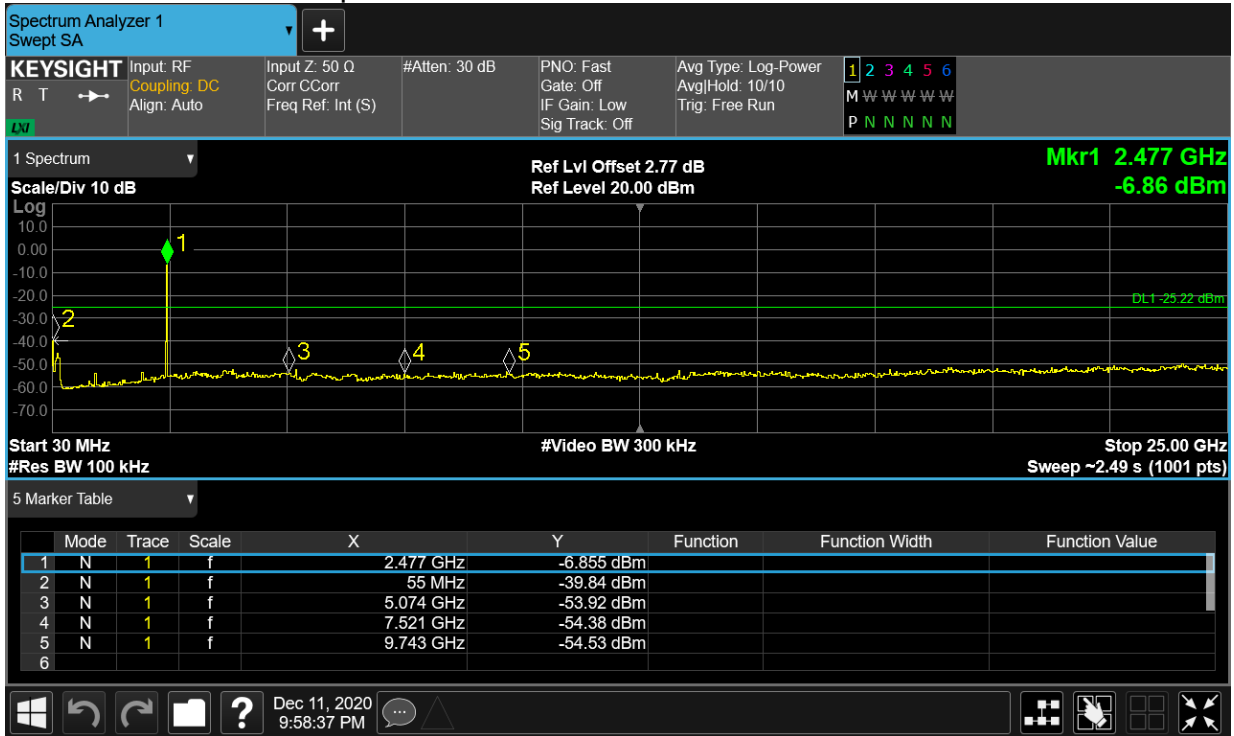 Spectrum Analyzer 1
Swept SA
+
KEYSIGHT
R T
LXI
Input: RF
Coupling: DC
Align: Auto
Input Z: 50 Ω
Corr CCorr
Freq Ref: Int (S)
#Atten: 30 dB
PNO: Fast
Gate: Off
IF Gain: Low
Sig Track: Off
Avg Type: Log-Power
Avg|Hold: 10/10
Trig: Free Run
1 2 3 4 5 6
M W W W W W
P N N N N N
1 Spectrum
Scale/Div 10 dB
Ref Lvl Offset 2.77 dB
Ref Level 20.00 dBm
Mkr1 2.477 GHz
-6.86 dBm
Log
10.0
0.00
-10.0
-20.0
-30.0
-40.0
-50.0
-60.0
-70.0
1
2
3
4
5
DL1 -25.22 dBm
Start 30 MHz
#Video BW 300 kHz
Stop 25.00 GHz
#Res BW 100 kHz
Sweep ~2.49 s (1001 pts)
5 Marker Table
Mode Trace Scale X Y Function Function Width Function Value
1 N 1 f 2.477 GHz -6.855 dBm
2 N 1 f 55 MHz -39.84 dBm
3 N 1 f 5.074 GHz -53.92 dBm
4 N 1 f 7.521 GHz -54.38 dBm
5 N 1 f 9.743 GHz -54.53 dBm
6
?
Dec 11, 2020
9:58:37 PM